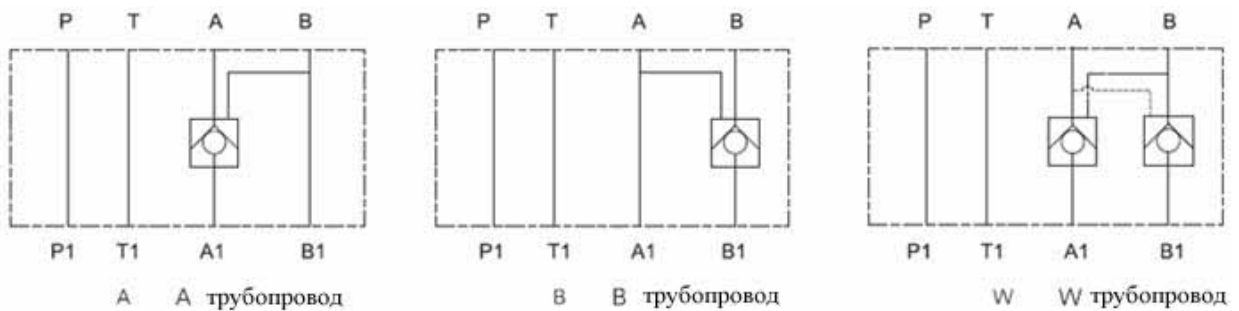 P T A B P T A B P T A B
P1 T1 A1 B1 P1 T1 A1 B1 P1 T1 A1 B1
A A трубопровод B B трубопровод W W трубопровод